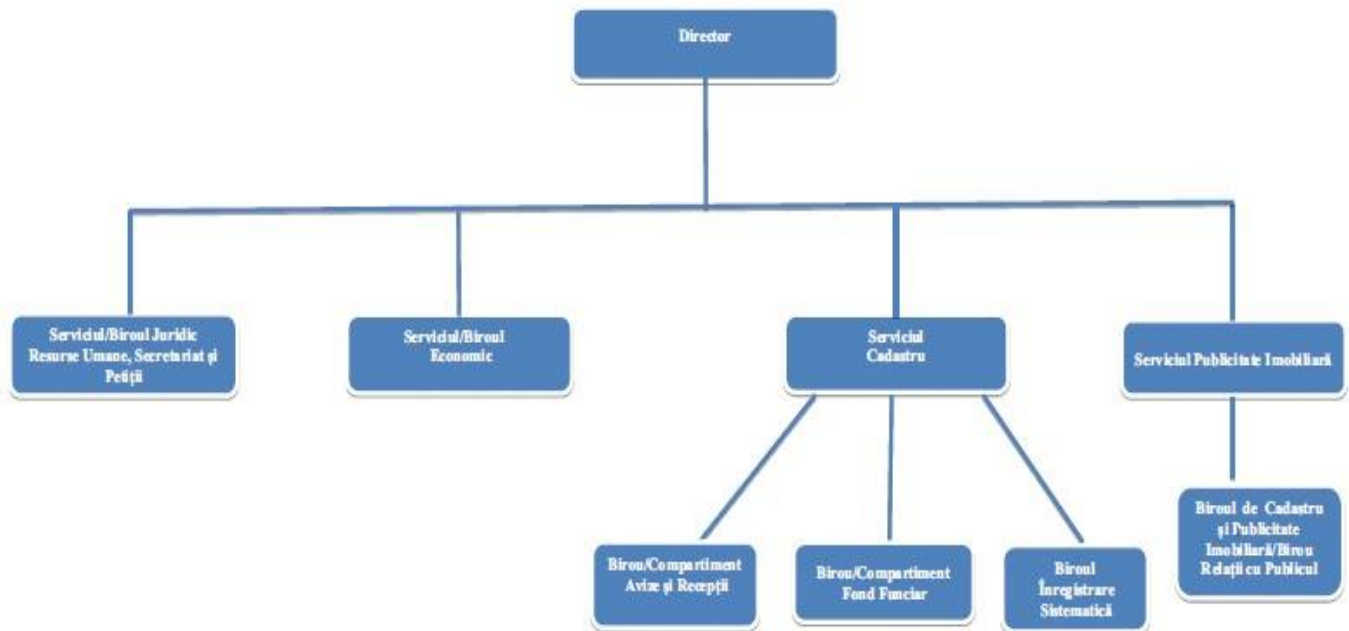 Director
Serviciul/Biroul Juridic
Resurse Umane, Secretariat și
Petiții
Serviciul/Biroul
Economic
Serviciul
Cadastru
Serviciul Publicitate Imobiliară
Birou/Compartiment
Avize și Recepții
Birou/Compartiment
Fond Funciar
Biroul
Înregistrare
Sistematică
Biroul de Cadastru
și Publicitate
Imobiliară/Birou
Relații cu Publicul